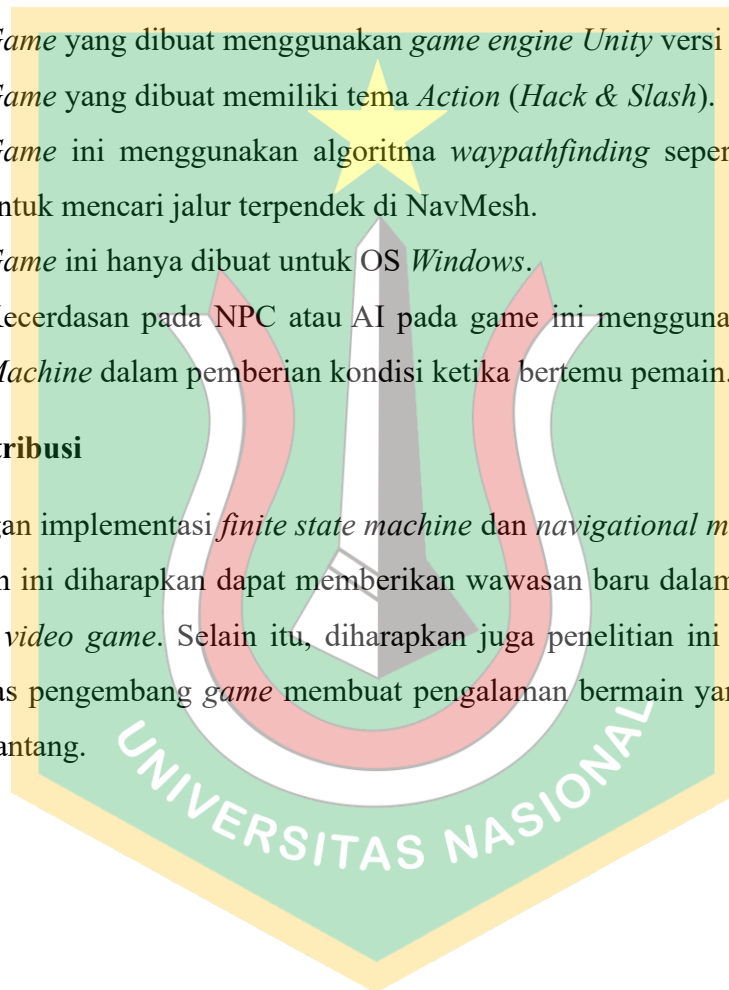 Game yang dibuat menggunakan game engine Unity versi
Game yang dibuat memiliki tema Action (Hack & Slash).
Game ini menggunakan algoritma waypathfinding seper
ntuk mencari jalur terpendek di NavMesh.
Game ini hanya dibuat untuk OS Windows.
Kecerdasan pada NPC atau AI pada game ini mengguna
Machine dalam pemberian kondisi ketika bertemu pemain.
tribusi
gan implementasi finite state machine dan navigational m
n ini diharapkan dapat memberikan wawasan baru dalam
video game. Selain itu, diharapkan juga penelitian ini
as pengembang game membuat pengalaman bermain yan
antang.
UNIVERSITAS NASIONAL